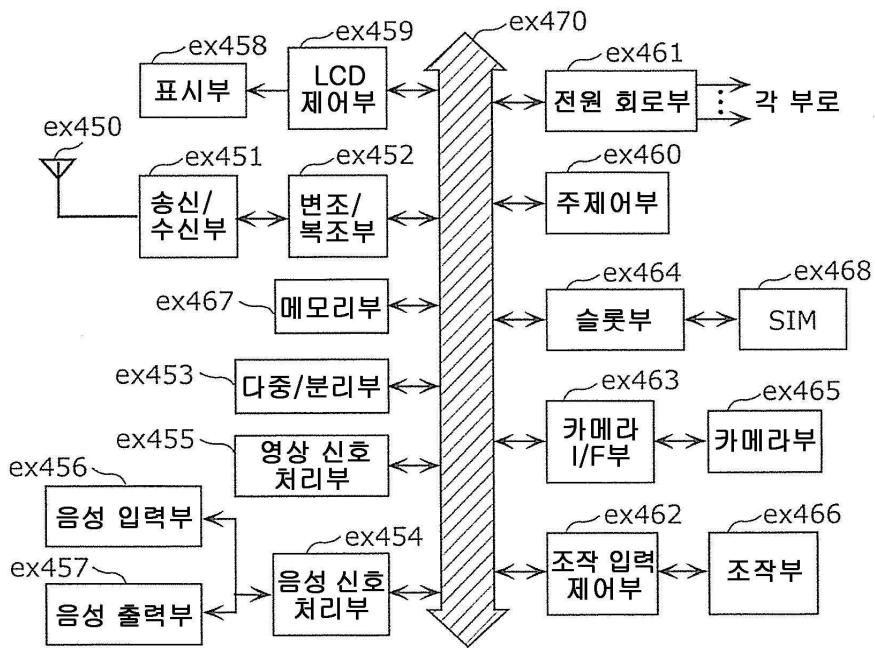 ex470
ex459
ex458
LCD
제어부
표시부
ex461
전원 회로부
각 부로
ex450
ex451
송신/
수신부
ex452
변조/
복조부
ex460
주제어부
ex467
메모리부
ex464
슬롯부
ex468
SIM
ex453
다중/분리부
ex463
카메라
I/F부
ex465
카메라부
ex455
영상 신호
처리부
ex456
음성 입력부
ex457
음성 출력부
ex454
음성 신호
처리부
ex462
조작 입력
제어부
ex466
조작부